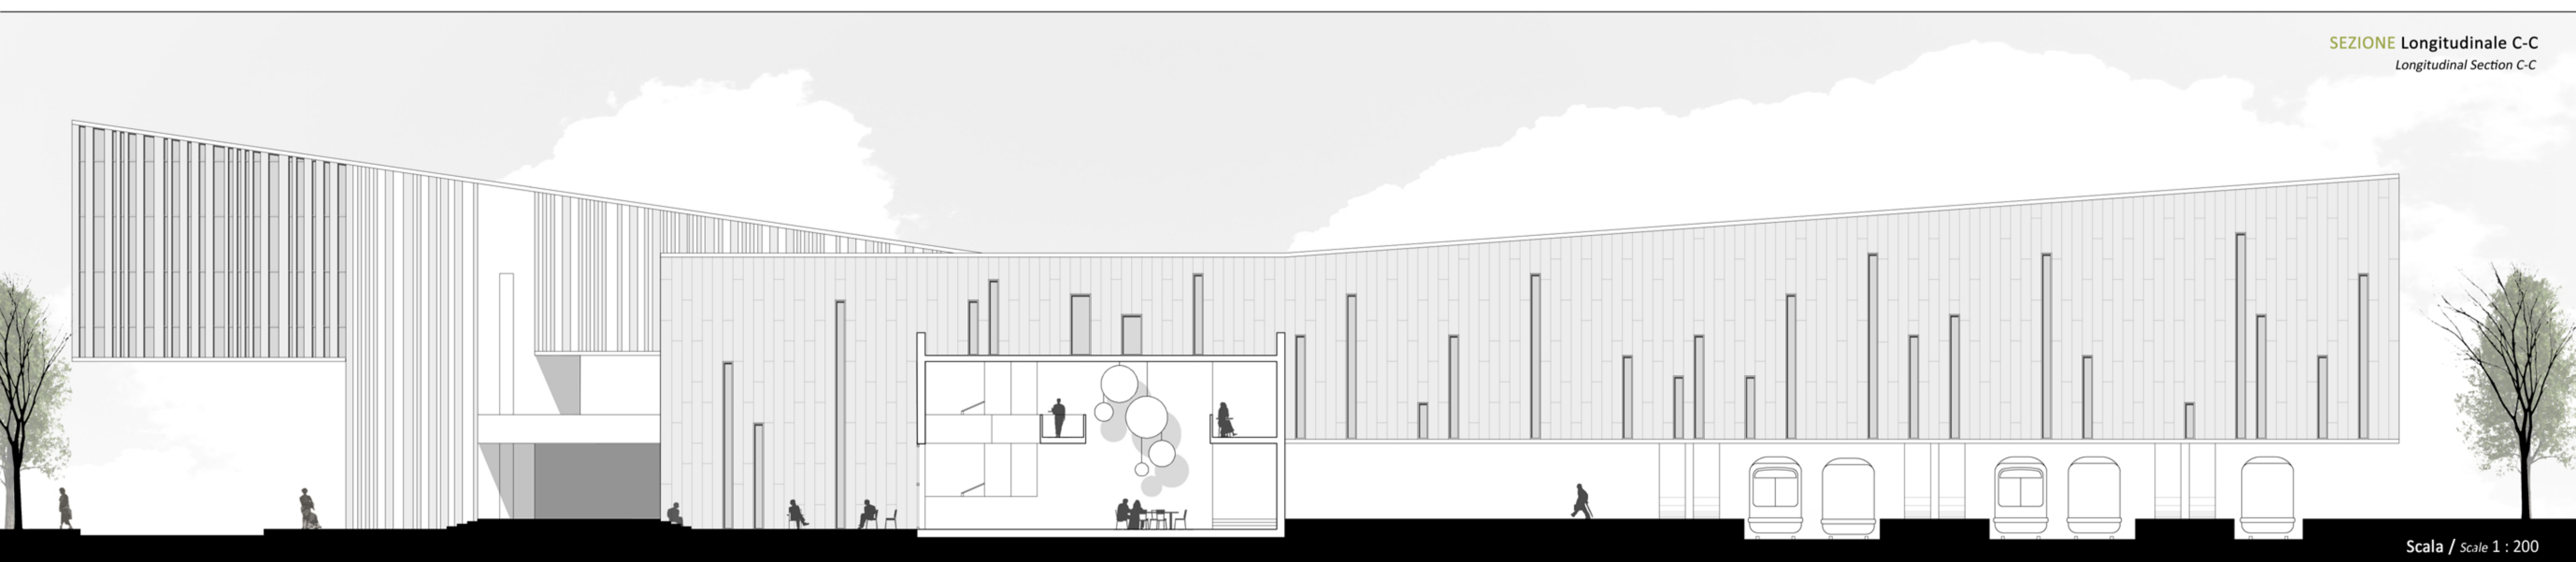 SEZIONE Longitudinale C-C
Longitudinal Section C-C
Scala / Scale 1 : 200